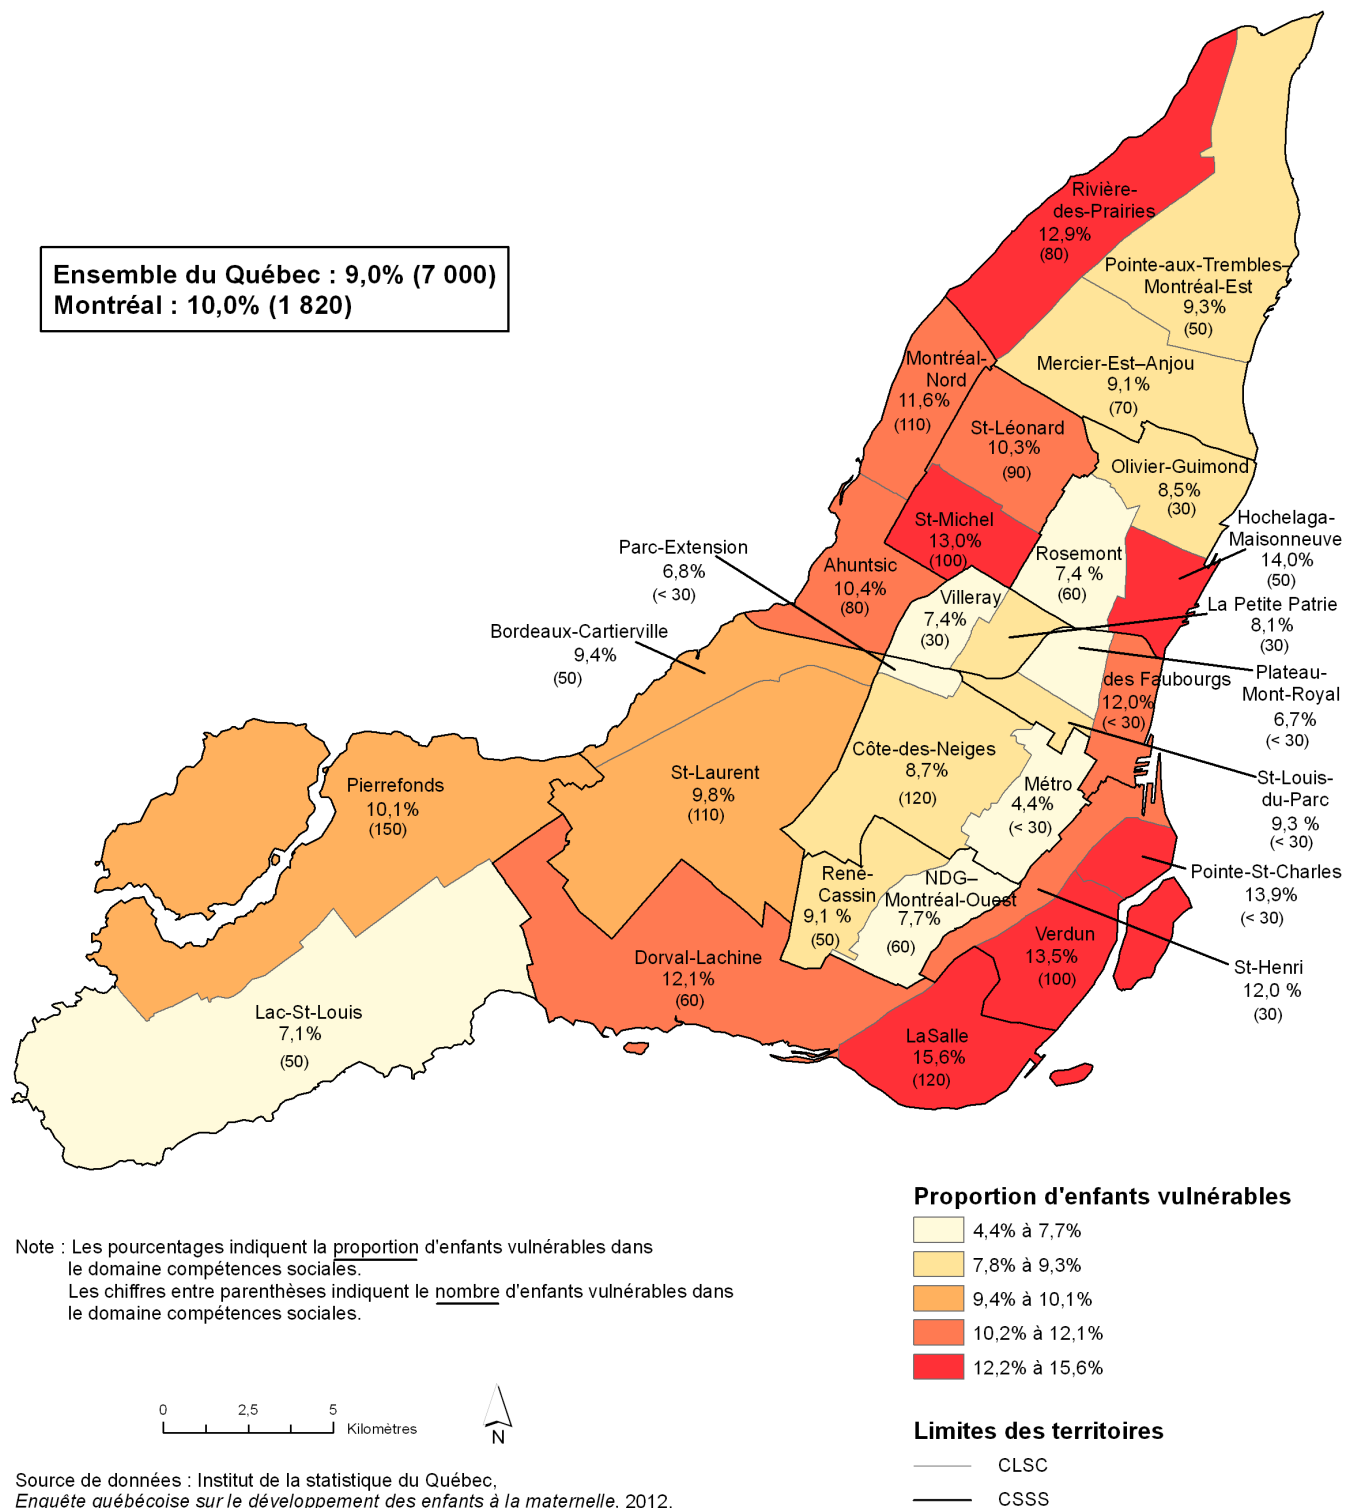 Ensemble du Québec : 9,0% (7 000)
Montréal : 10,0% (1 820)
Rivière-
des-Prairies
12,9%
(80)
Pointe-aux-Trembles–
Montréal-Est
9,3%
(50)
Montréal-
Nord
11,6%
(110)
Mercier-Est–Anjou
9,1%
(70)
St-Léonard
10,3%
(90)
Olivier-Guimond
8,5%
(30)
Hochelaga-
Maisonneuve
14,0%
(50)
St-Michel
13,0%
(100)
Parc-Extension
6,8%
(< 30)
Rosemont
7,4 %
(60)
Ahuntsic
10,4%
(80)
Villeray
7,4%
(30)
La Petite Patrie
8,1%
(30)
Bordeaux-Cartierville
9,4%
(50)
des Faubourgs
12,0%
(< 30)
Plateau-
Mont-Royal
6,7%
(< 30)
Côte-des-Neiges
8,7%
(120)
St-Laurent
9,8%
(110)
Pierrefonds
10,1%
(150)
Métro
4,4%
(< 30)
St-Louis-
du-Parc
9,3 %
(< 30)
René-
Cassin
9,1 %
(50)
NDG–
Montréal-Ouest
7,7%
(60)
Pointe-St-Charles
13,9%
(< 30)
Verdun
13,5%
(100)
Dorval-Lachine
12,1%
(60)
St-Henri
12,0 %
(30)
Lac-St-Louis
7,1%
(50)
LaSalle
15,6%
(120)
Proportion d'enfants vulnérables
4,4% à 7,7%
7,8% à 9,3%
9,4% à 10,1%
10,2% à 12,1%
12,2% à 15,6%
Note : Les pourcentages indiquent la proportion d'enfants vulnérables dans
le domaine compétences sociales.
Les chiffres entre parenthèses indiquent le nombre d'enfants vulnérables dans
le domaine compétences sociales.
0 2,5 5
Kilomètres
N
Limites des territoires
CLSC
CSSS
Source de données : Institut de la statistique du Québec,
Enquête québécoise sur le développement des enfants à la maternelle, 2012.